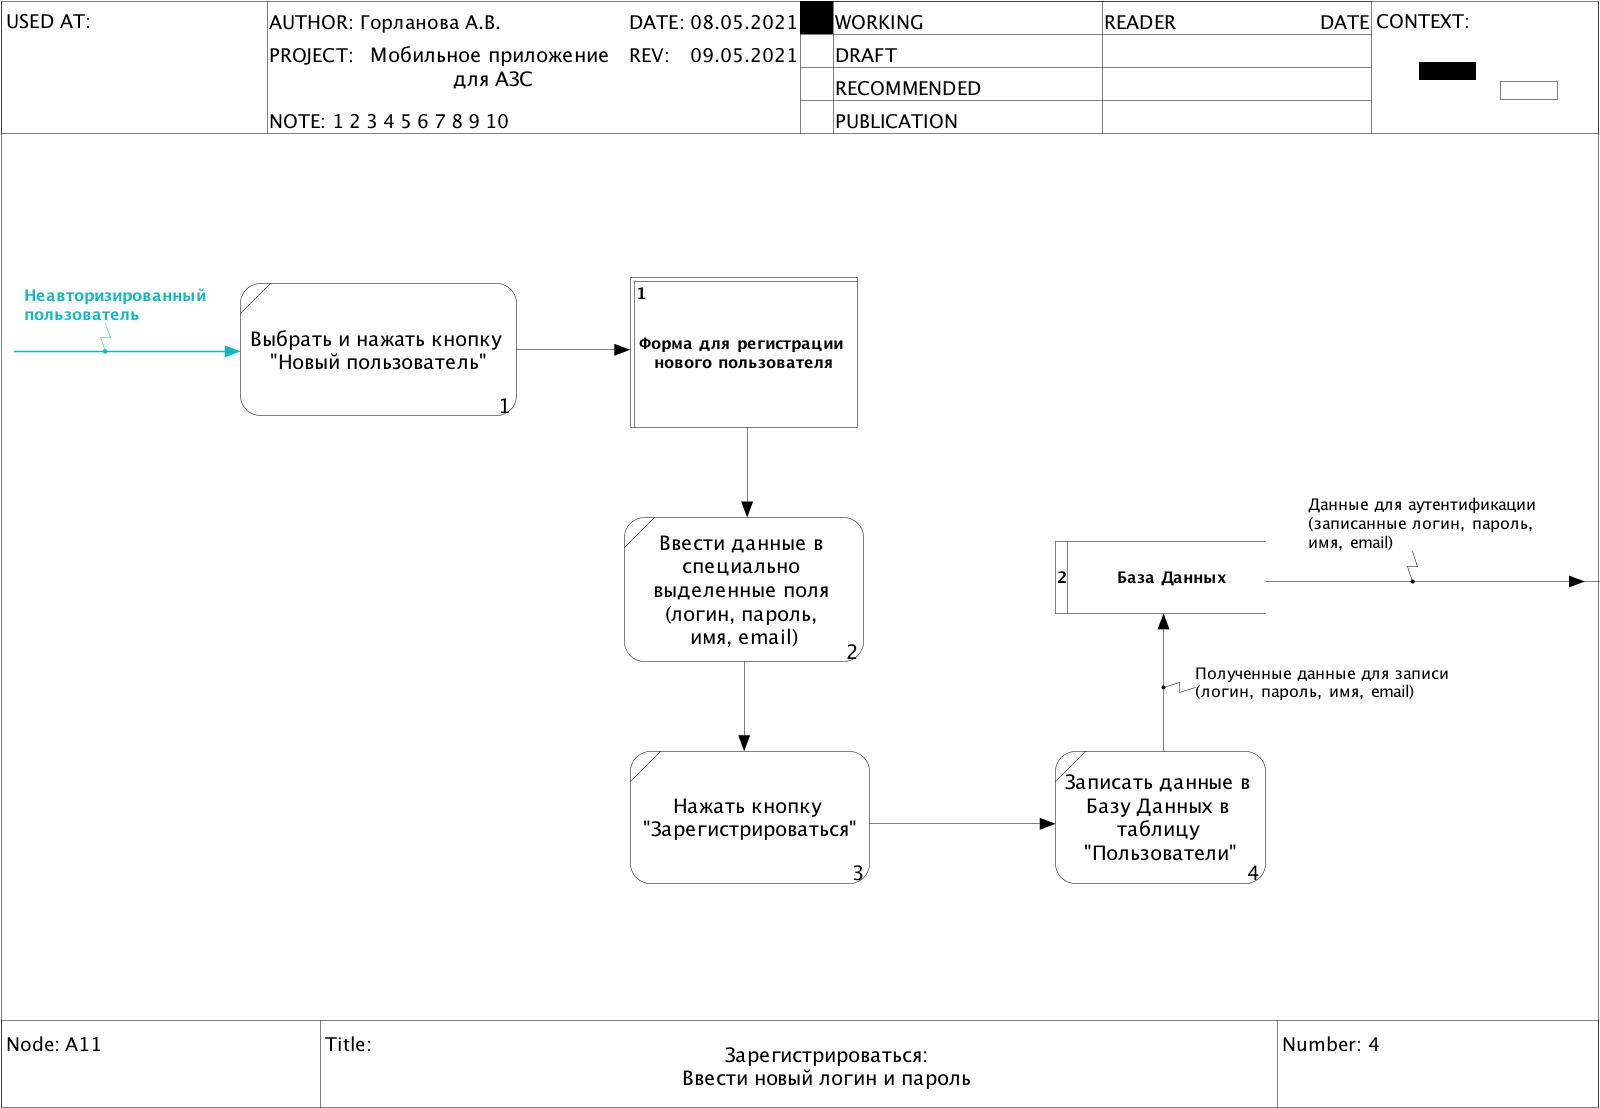 USED AT:
AUTHOR: Горланова А.В.
DATE: 08.05.2021
PROJECT: Мобильное приложение
для АЗС
REV: 09.05.2021
NOTE: 1 2 3 4 5 6 7 8 9 10
WORKING
DRAFT
RECOMMENDED
PUBLICATION
READER
DATE
CONTEXT:
Неавторизированный
пользователь
Выбрать и нажать кнопку
"Новый пользователь"
1
1
Форма для регистрации
нового пользователя
Ввести данные в
специально
выделенные поля
(логин, пароль,
имя, email)
2
Нажать кнопку
"Зарегистрироваться"
3
Записать данные в
Базу Данных в
таблицу
"Пользователи"
4
Полученные данные для записи
(логин, пароль, имя, email)
2
База Данных
Данные для аутентификации
(записанные логин, пароль,
имя, email)
Node: A11
Title:
Зарегистрироваться:
Ввести новый логин и пароль
Number: 4